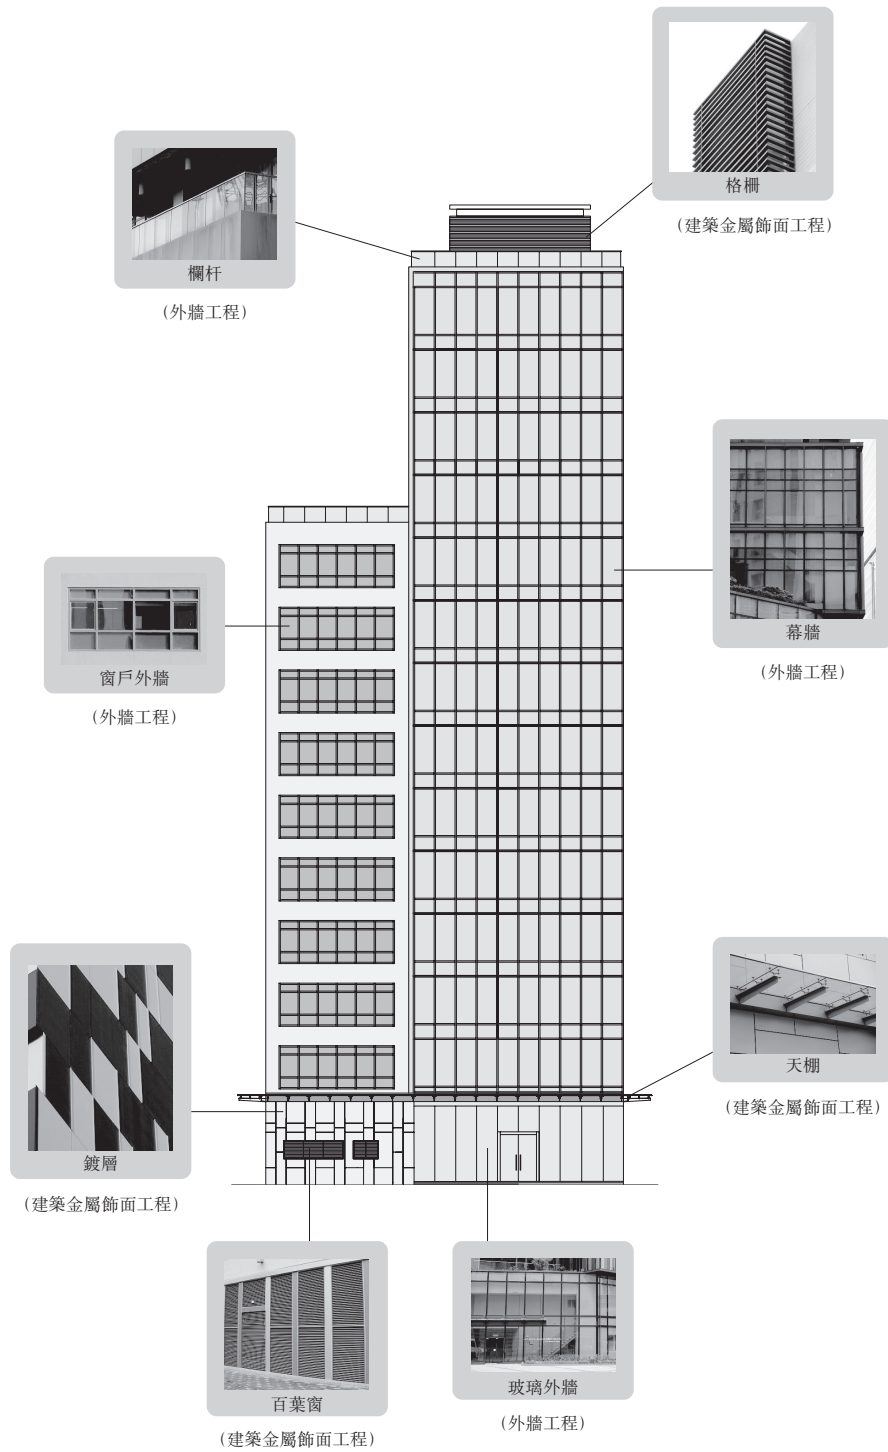 格柵
(建築金屬飾面工程)
欄杆
(外牆工程)
幕牆
(外牆工程)
窗戶外牆
(外牆工程)
天棚
(建築金屬飾面工程)
鍍層
(建築金屬飾面工程)
百葉窗
(建築金屬飾面工程)
玻璃外牆
(外牆工程)